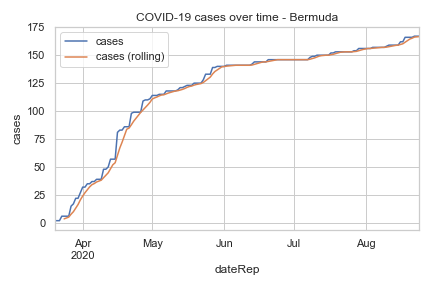 COVID-19 cases over time - Bermuda
cases
cases (rolling)
175
150
125
100
75
50
25
0
cases
Apr
2020
May
Jun
Jul
Aug
dateRep